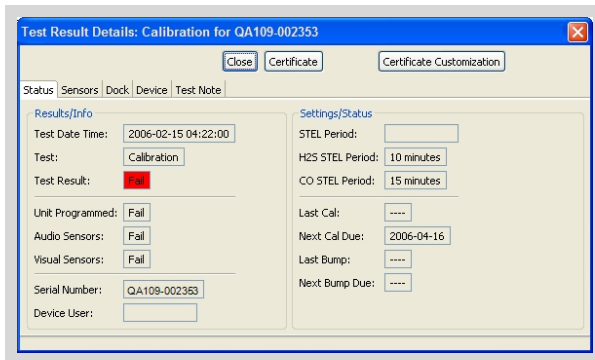 Test Result Details: Calibration for QA109-002353
Close Certificate Certificate Customization
Status Sensors Dock Device Test Note
Results/Info
Test Date Time: 2006-02-15 04:22:00
Test: Calibration
Test Result: Fail
Unit Programmed: Fail
Audio Sensors: Fail
Visual Sensors: Fail
Serial Number: QA109-002353
Device User:
Settings/Status
STEL Period:
H2S STEL Period: 10 minutes
CO STEL Period: 15 minutes
Last Cal: ----
Next Cal Due: 2006-04-16
Last Bump: ----
Next Bump Due: ----